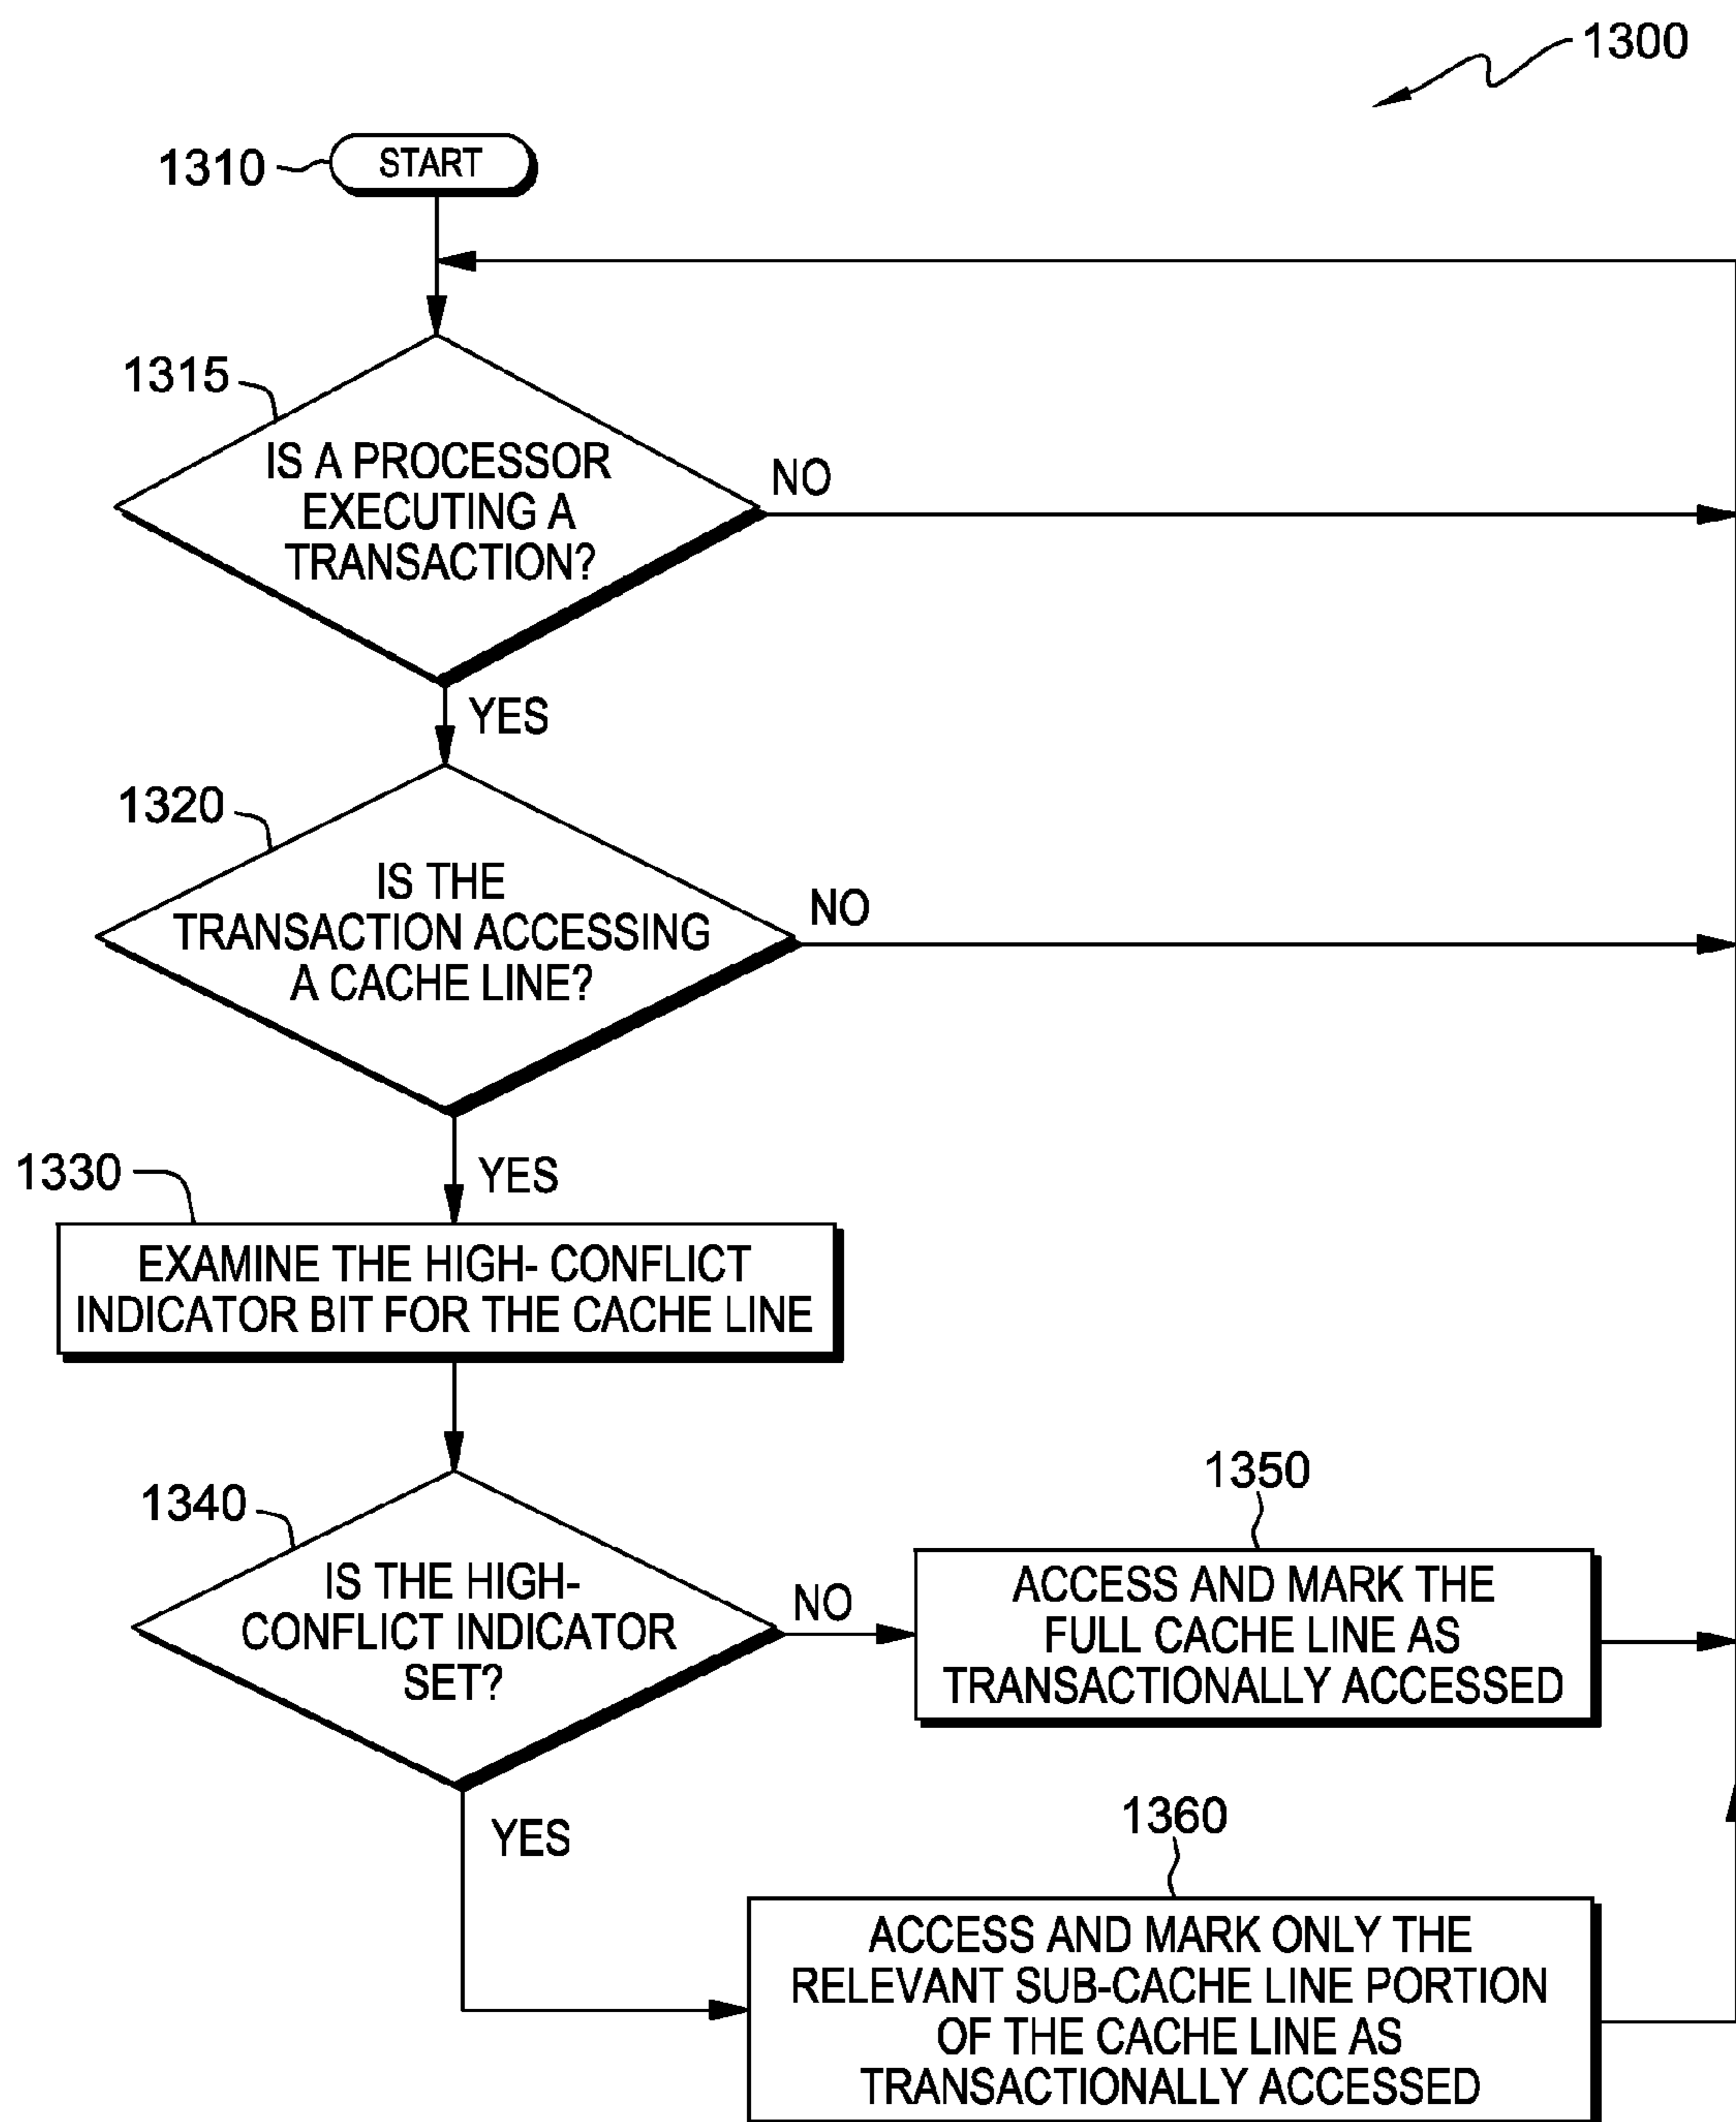 1300
1310
START
1315
IS A PROCESSOR
EXECUTING A
TRANSACTION?
NO
YES
1320
IS THE
TRANSACTION ACCESSING
A CACHE LINE?
NO
YES
1330
EXAMINE THE HIGH- CONFLICT
INDICATOR BIT FOR THE CACHE LINE
1340
IS THE HIGH-
CONFLICT INDICATOR
SET?
NO
1350
ACCESS AND MARK THE
FULL CACHE LINE AS
TRANSACTIONALLY ACCESSED
YES
1360
ACCESS AND MARK ONLY THE
RELEVANT SUB-CACHE LINE PORTION
OF THE CACHE LINE AS
TRANSACTIONALLY ACCESSED